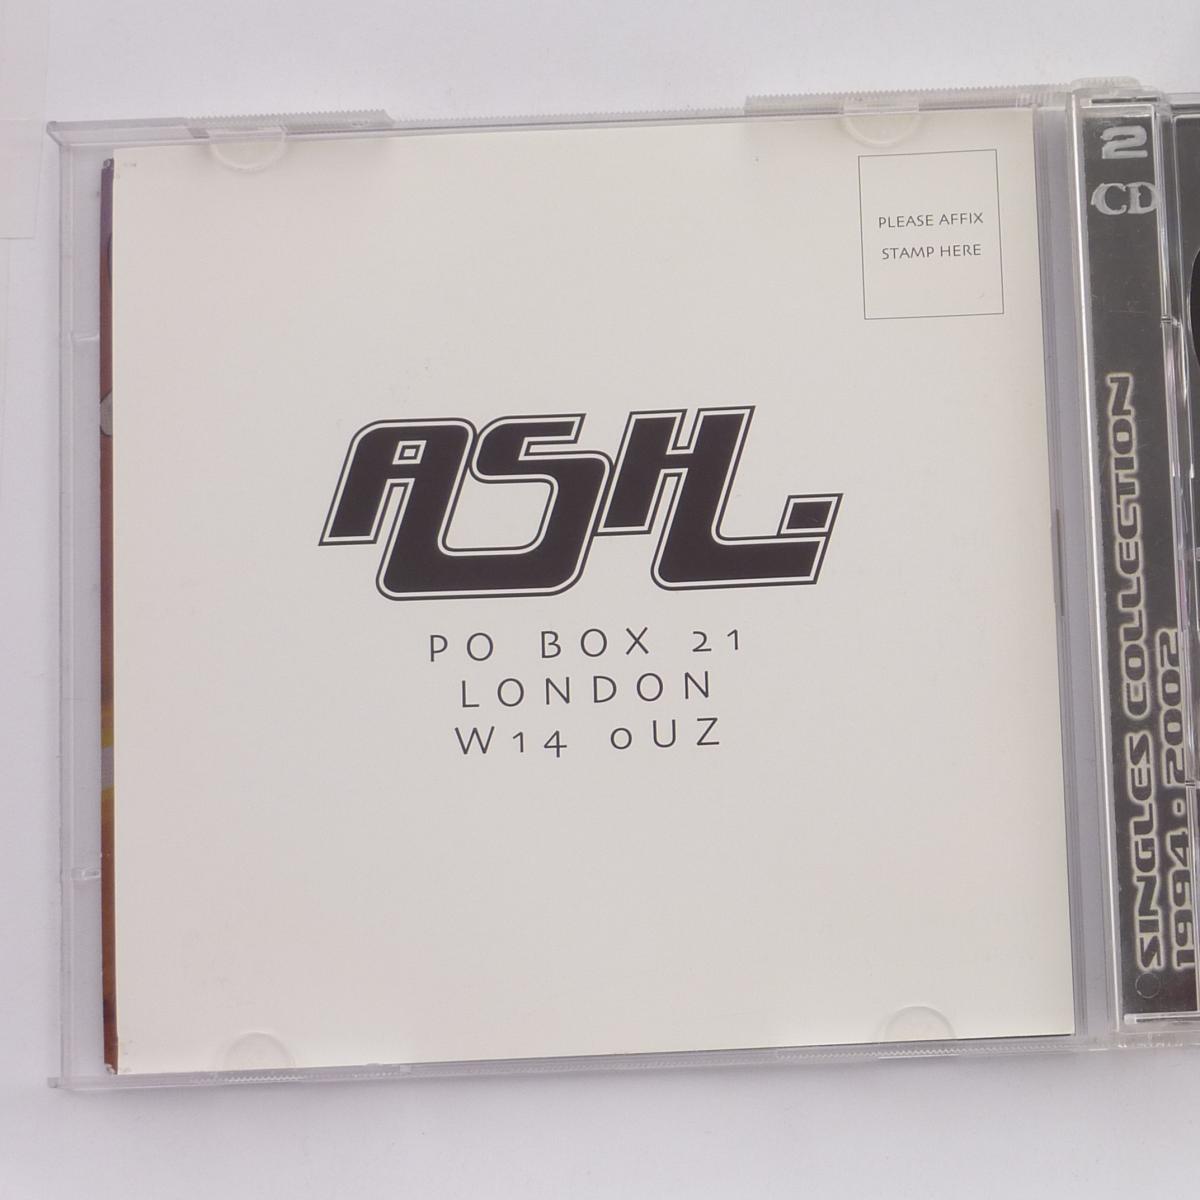 PLEASE AFFIX
STAMP HERE
ASH.
PO BOX 21
LONDON
W14 0UZ
2
CD
SINGLES COLLECTION
1994 - 2002